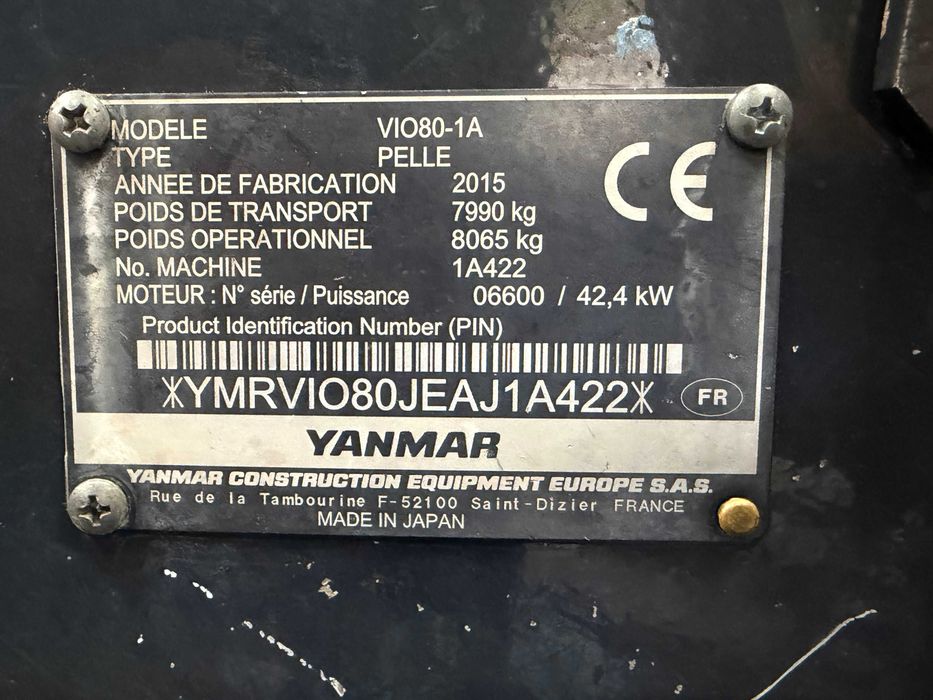 MODELE VIO80-1A
TYPE PELLE
ANNEE DE FABRICATION 2015
POIDS DE TRANSPORT 7990 kg
POIDS OPERATIONNEL 8065 kg
No. MACHINE 1A422
MOTEUR : N° série / Puissance 06600 / 42,4 kW
CE
Product Identification Number (PIN)
*YMRVIO80JEAJ1A422*
FR
YANMAR
YANMAR CONSTRUCTION EQUIPMENT EUROPE S.A.S.
Rue de la Tambourine F-52100 Saint-Dizier FRANCE
MADE IN JAPAN